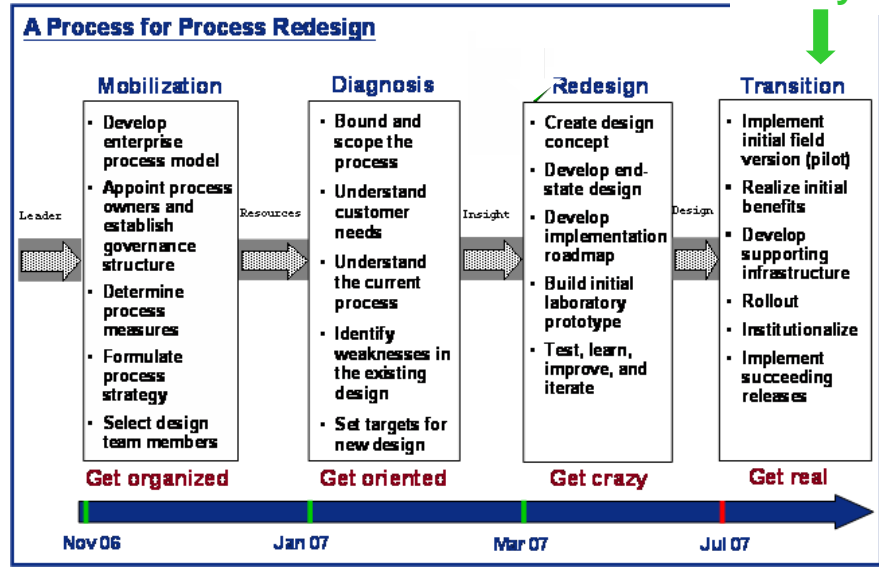 A Process for Process Redesign
Mobilization
Diagnosis
Redesign
Transition
Leader
• Develop
enterprise
process model
• Appoint process
owners and
establish
governance
structure
• Determine
process
measures
• Formulate
process
strategy
• Select design
team members
Resources
• Bound and
scope the
process
• Understand
customer
needs
• Understand
the current
process
• Identify
weaknesses in
the existing
design
• Set targets for
new design
Insight
• Create design
concept
• Develop end-
state design
• Develop
implementation
roadmap
• Build initial
laboratory
prototype
• Test, learn,
improve, and
iterate
Design
• Implement
initial field
version (pilot)
• Realize initial
benefits
• Develop
supporting
infrastructure
• Rollout
• Institutionalize
• Implement
succeeding
releases
Get organized
Get oriented
Get crazy
Get real
Nov 06
Jan 07
Mar 07
Jul 07